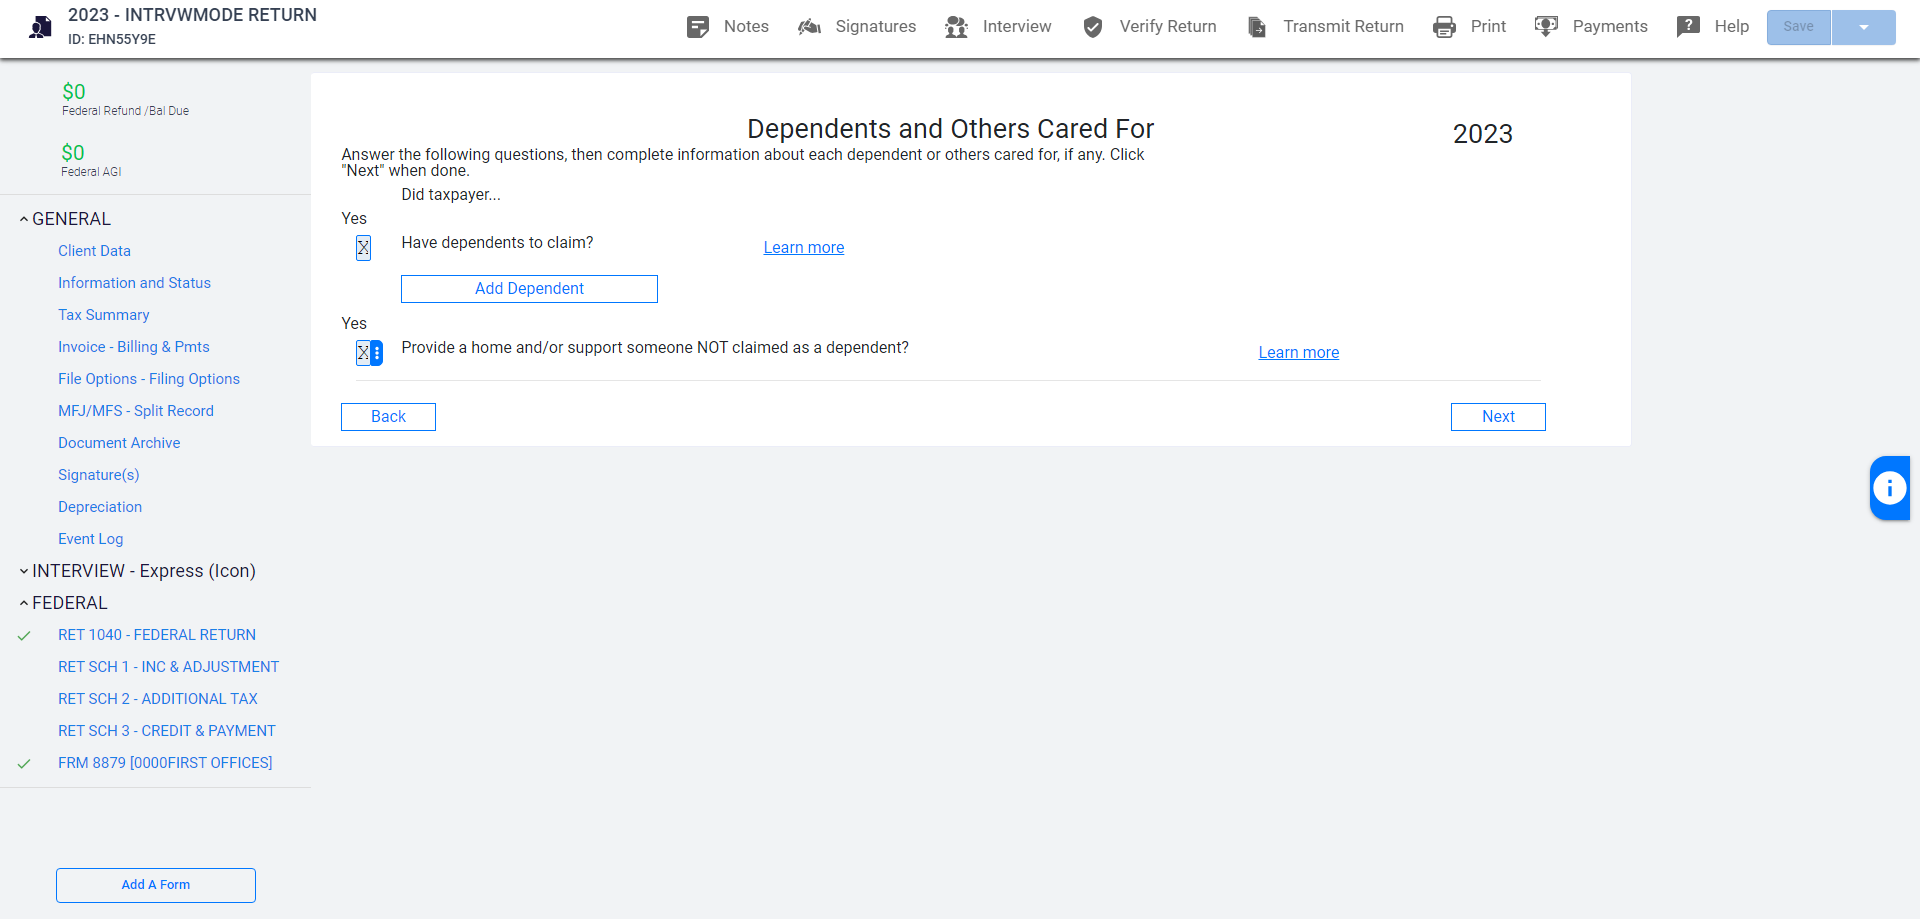 2023 - INTRVWMODE RETURN
ID: EHN55Y9E
Notes
Signatures
Interview
Verify Return
Transmit Return
Print
Payments
Help
Save
$0
Federal Refund /Bal Due
$0
Federal AGI
GENERAL
Client Data
Information and Status
Tax Summary
Invoice - Billing & Pmts
File Options - Filing Options
MFJ/MFS - Split Record
Document Archive
Signature(s)
Depreciation
Event Log
INTERVIEW - Express (Icon)
FEDERAL
RET 1040 - FEDERAL RETURN
RET SCH 1 - INC & ADJUSTMENT
RET SCH 2 - ADDITIONAL TAX
RET SCH 3 - CREDIT & PAYMENT
FRM 8879 [0000FIRST OFFICES]
Add A Form
Dependents and Others Cared For
2023
Answer the following questions, then complete information about each dependent or others cared for, if any. Click
"Next" when done.
Did taxpayer...
Yes
X Have dependents to claim? Learn more
Add Dependent
Yes
X Provide a home and/or support someone NOT claimed as a dependent? Learn more
Back
Next